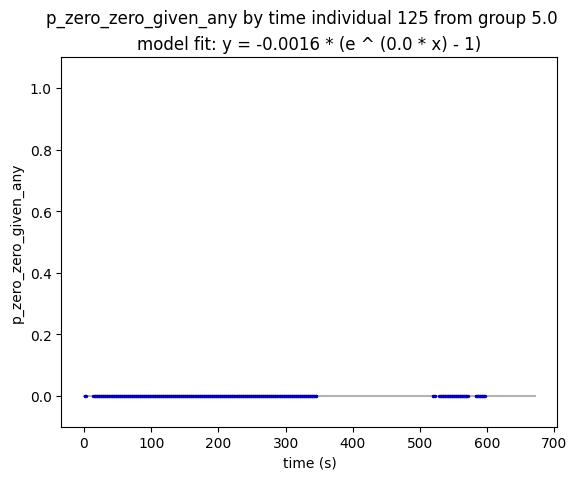 p_zero_zero_given_any by time individual 125 from group 5.0
model fit: y = -0.0016 * (e ^ (0.0 * x) - 1)
1.0
0.8
0.6
0.4
0.2
0.0
p_zero_zero_given_any
0 100 200 300 400 500 600 700
time (s)